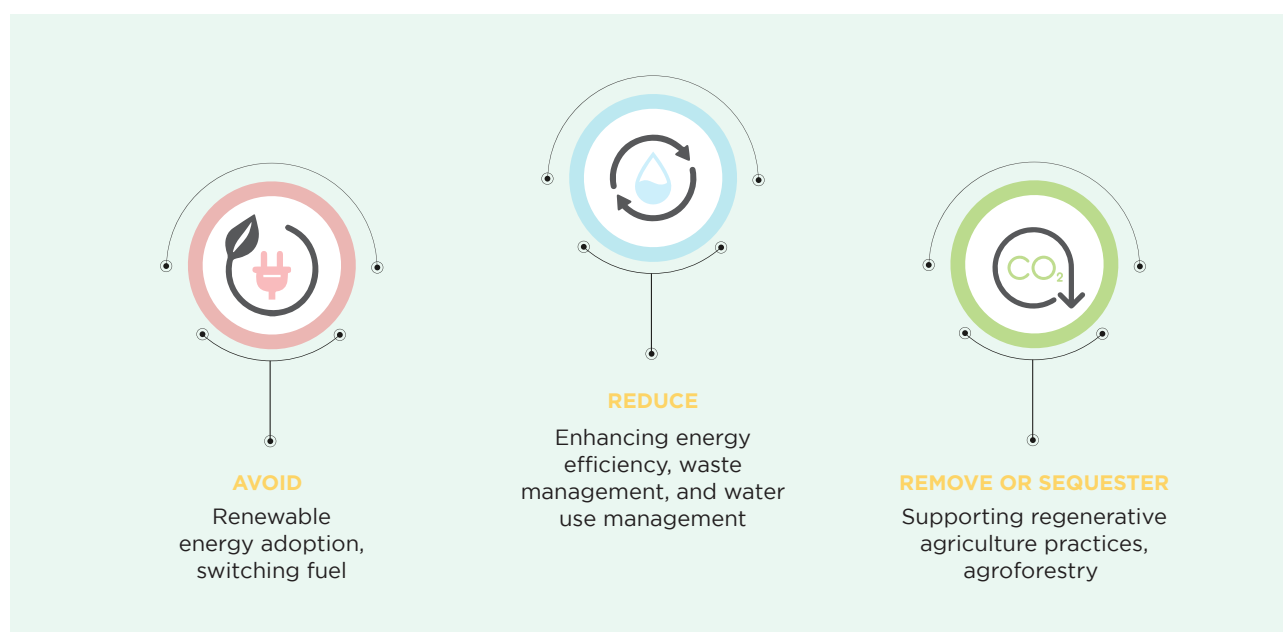 CO₂
AVOID
Renewable
energy adoption,
switching fuel
REDUCE
Enhancing energy
efficiency, waste
management, and water
use management
REMOVE OR SEQUESTER
Supporting regenerative
agriculture practices,
agroforestry